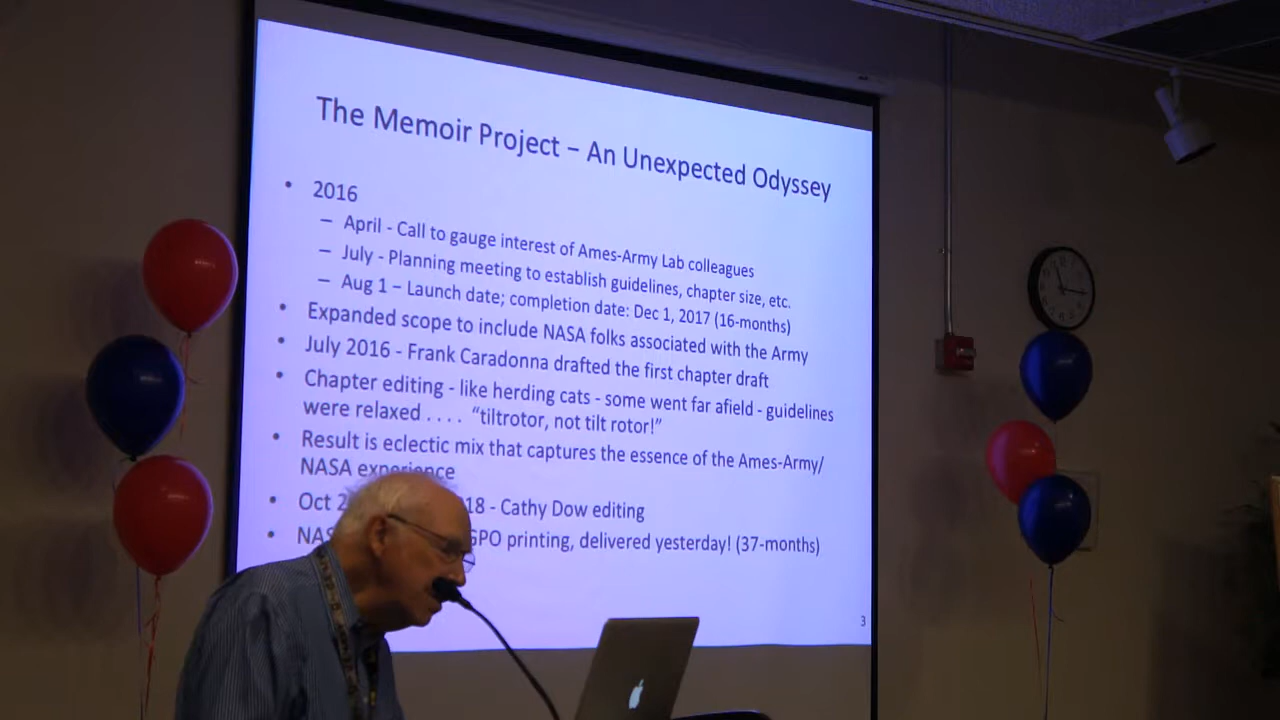 The Memoir Project – An Unexpected Odyssey
• 2016
– April - Call to gauge interest of Ames-Army Lab colleagues
– July - Planning meeting to establish guidelines, chapter size, etc.
– Aug 1 – Launch date; completion date: Dec 1, 2017 (16-months)
• Expanded scope to include NASA folks associated with the Army
• July 2016 - Frank Caradonna drafted the first chapter draft
• Chapter editing - like herding cats - some went far afield - guidelines
were relaxed . . . . “tiltrotor, not tilt rotor!”
• Result is eclectic mix that captures the essence of the Ames-Army/
NASA experience
• Oct 2 18 - Cathy Dow editing
• NAS GPO printing, delivered yesterday! (37-months)
3